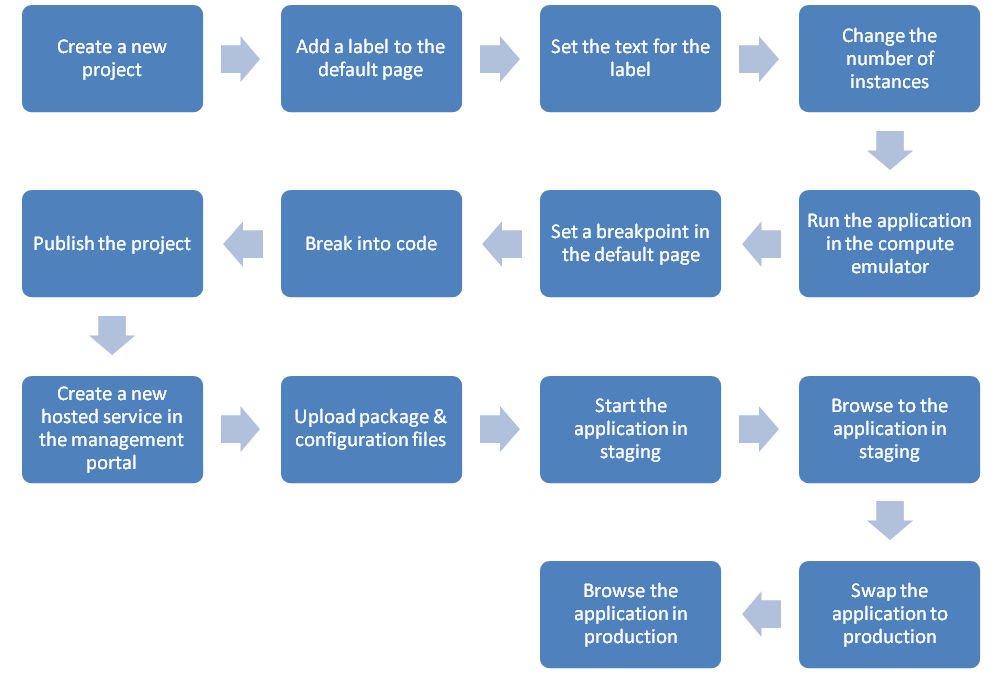 Create a new
project
Add a label to the
default page
Set the text for the
label
Change the
number of
instances
Run the application
in the compute
emulator
Set a breakpoint in
the default page
Break into code
Publish the project
Create a new
hosted service in
the management
portal
Upload package &
configuration files
Start the
application in
staging
Browse to the
application in
staging
Swap the
application to
production
Browse the
application in
production